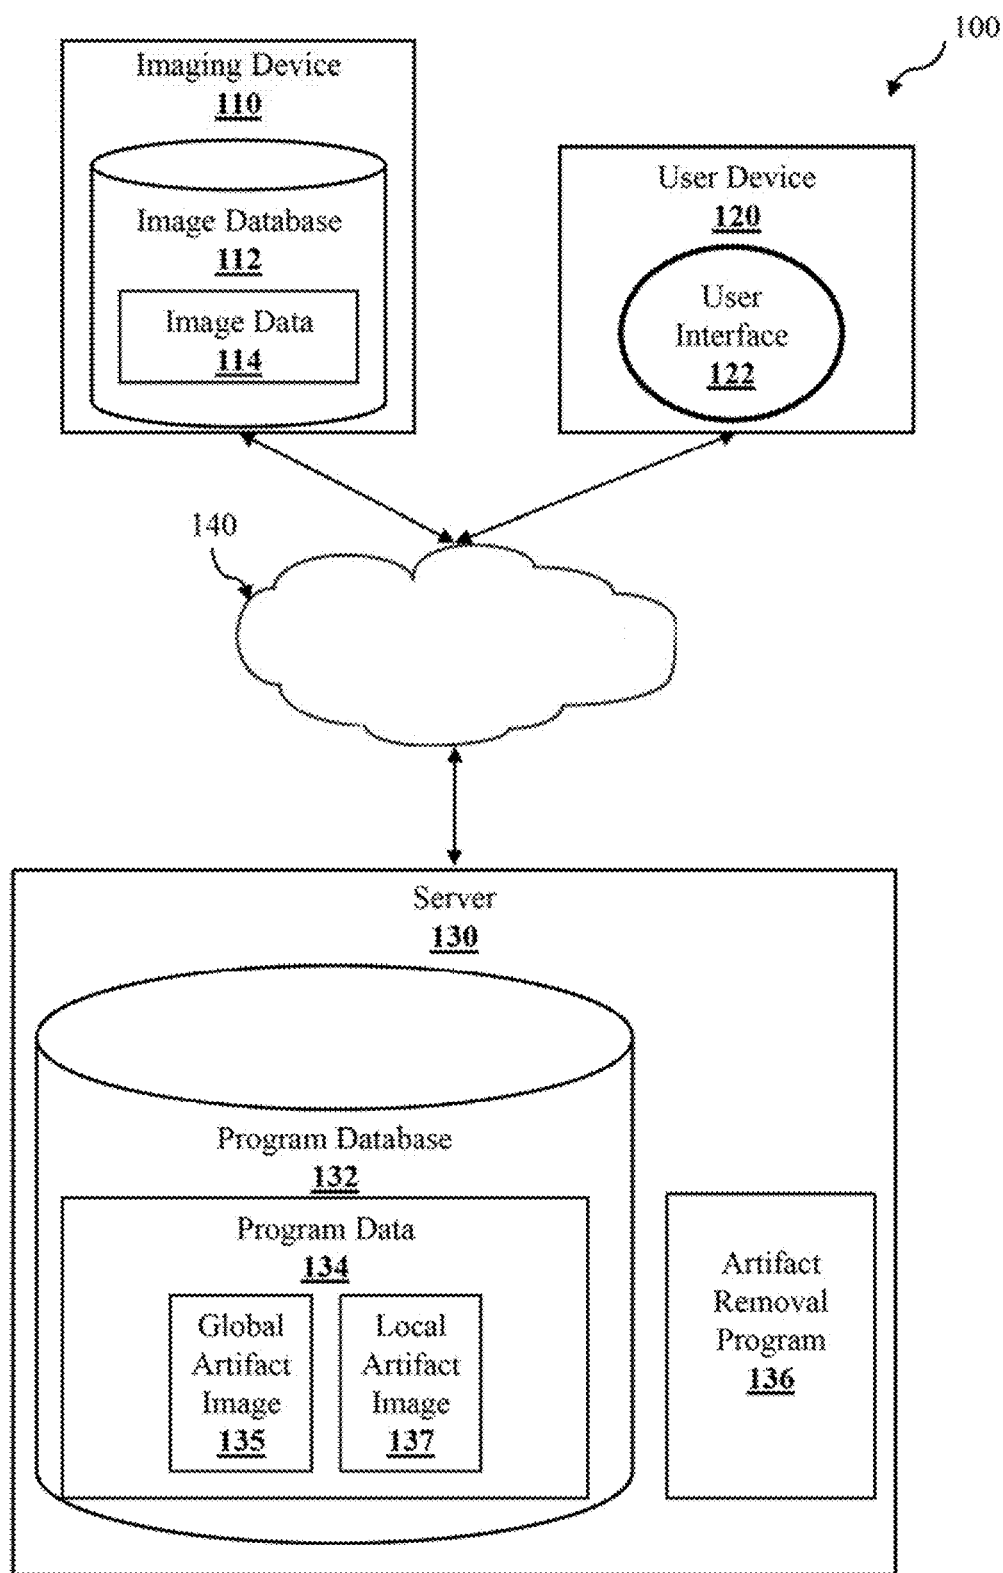 100
Imaging Device
110
Image Database
112
Image Data
114
User Device
120
User
Interface
122
140
Server
130
Program Database
132
Program Data
134
Global
Artifact
Image
135
Local
Artifact
Image
137
Artifact
Removal
Program
136